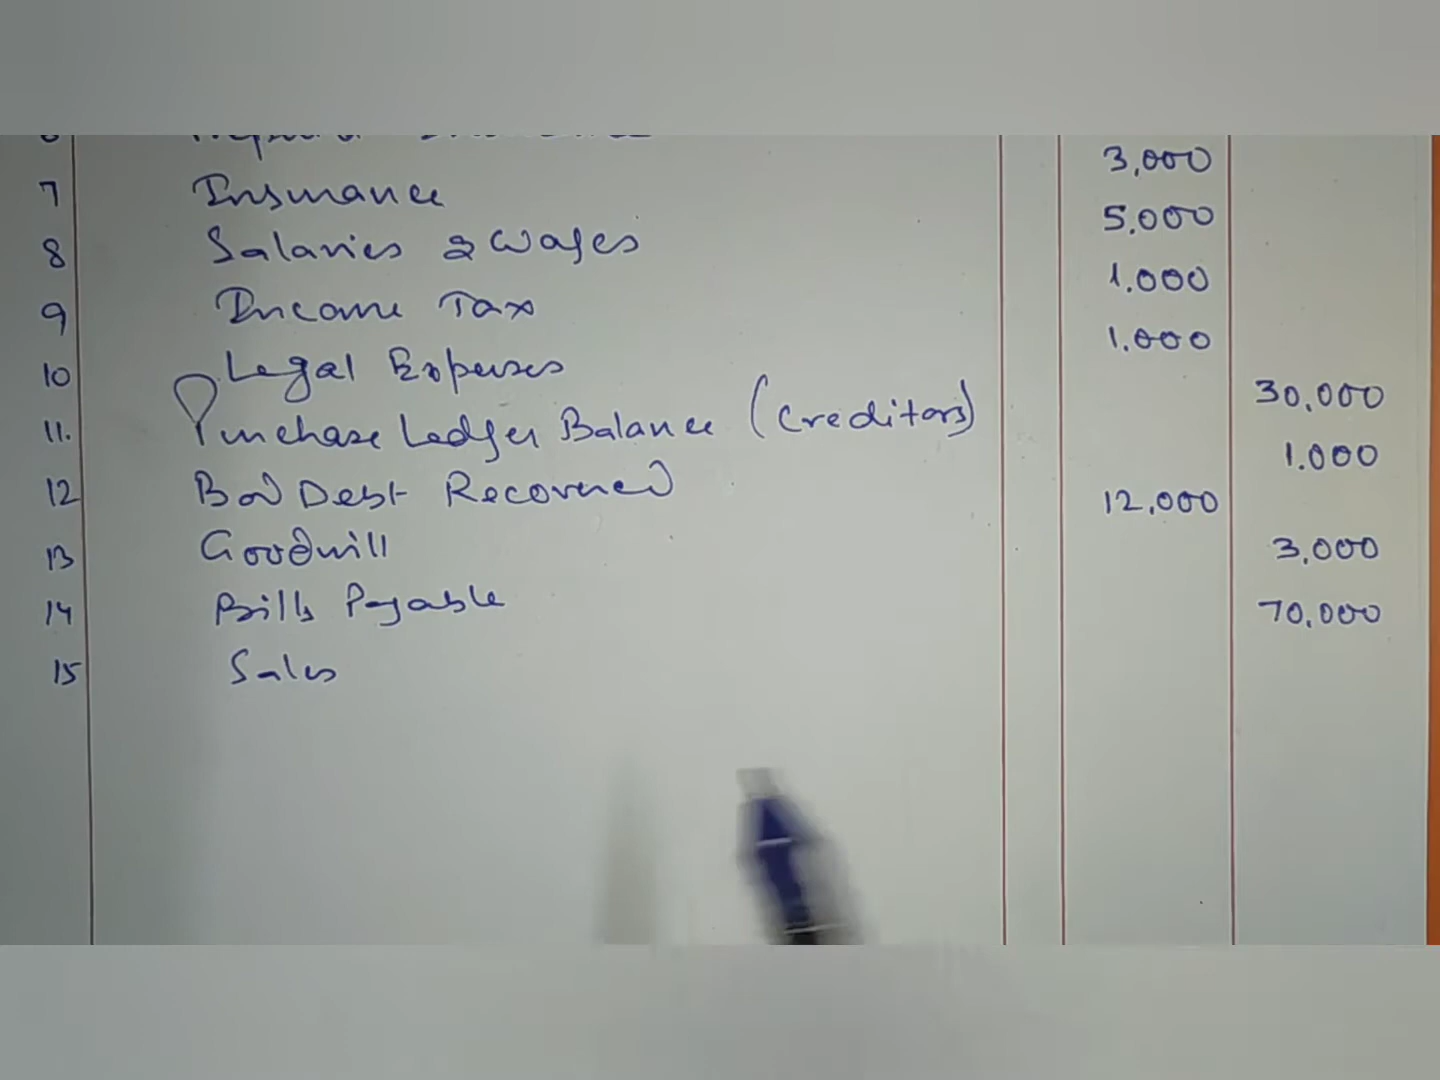 7 Insurance 3,000
8 Salaries & Wages 5.000
9 Income Tax 1.000
10 Legal Expenses 1.000
11. Purchase Ledger Balance (Creditors) 30,000
12 Bad Debt Recovered 1.000
13 Goodwill 12,000
14 Bills Payable 3,000
15 Sales 70,000